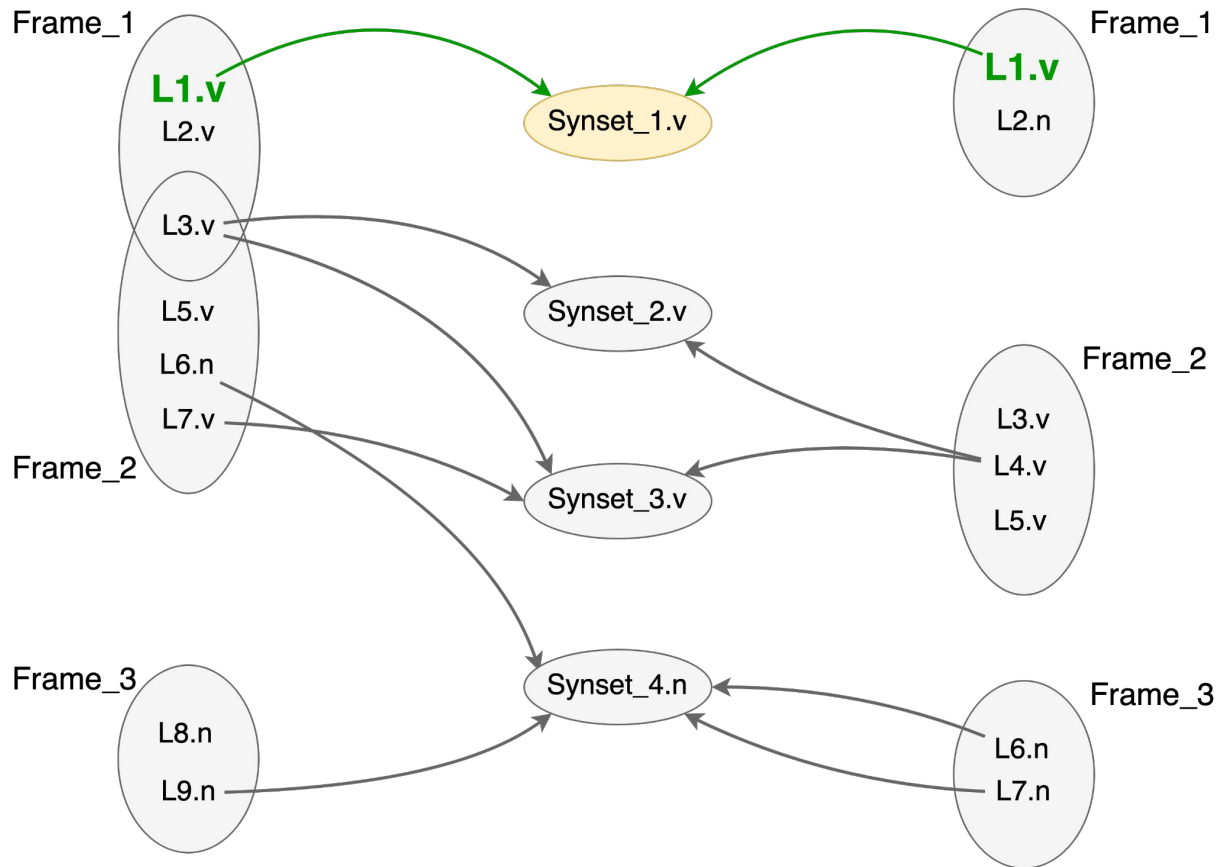 Frame_1
L1.v
L2.v
L3.v
L5.v
L6.n
L7.v
Frame_2
Frame_3
L8.n
L9.n
Synset_1.v
Synset_2.v
Synset_3.v
Synset_4.n
Frame_1
L1.v
L2.n
Frame_2
L3.v
L4.v
L5.v
Frame_3
L6.n
L7.n